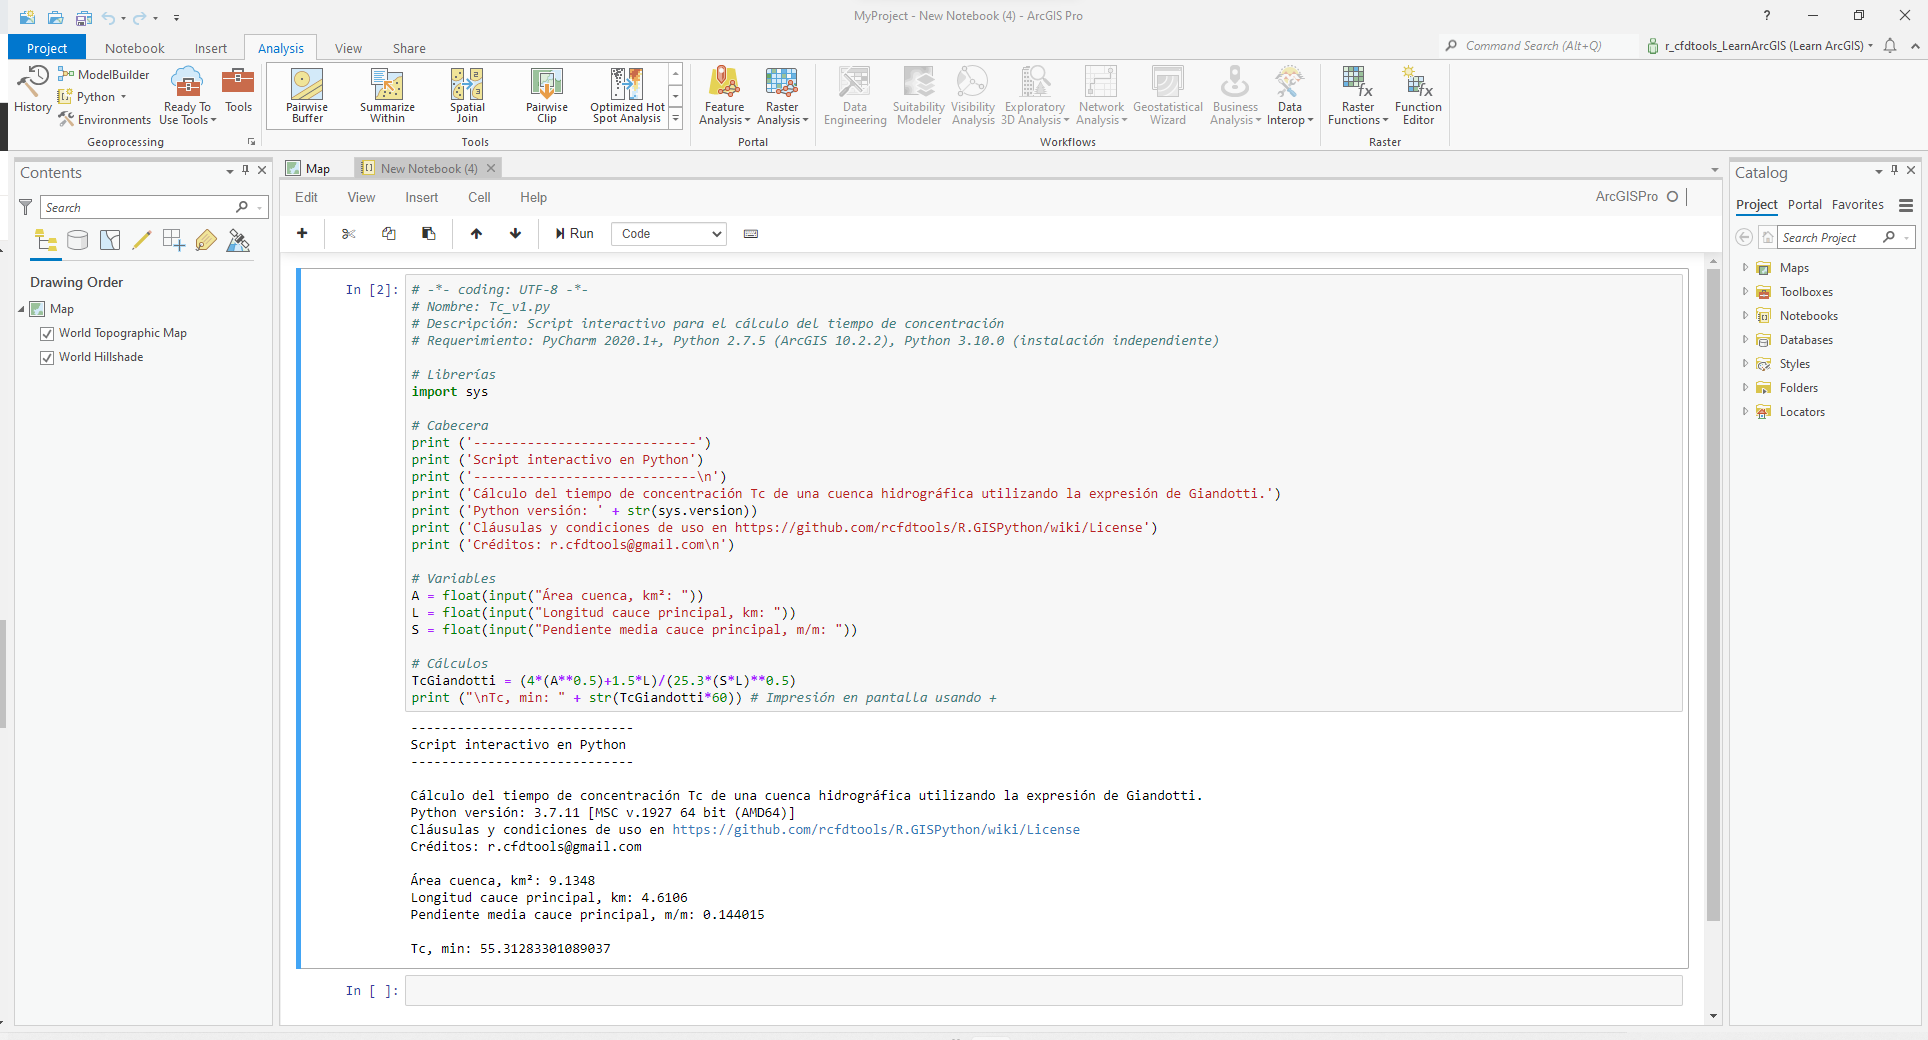 MyProject - New Notebook (4) - ArcGIS Pro
?
Project Notebook Insert Analysis View Share
Command Search (Alt+Q)
r_cfdtools_LearnArcGIS (Learn ArcGIS)
History
ModelBuilder
Python
Environments
Ready To
Use Tools
Tools
Geoprocessing
Pairwise
Buffer
Summarize
Within
Spatial
Join
Pairwise
Clip
Optimized Hot
Spot Analysis
Tools
Feature
Analysis
Raster
Analysis
Portal
Data
Engineering
Suitability
Modeler
Visibility
Analysis
Exploratory
3D Analysis
Network
Analysis
Geostatistical
Wizard
Business
Analysis
Data
Interop
Workflows
Raster
Functions
Function
Editor
Raster
Contents
Search
Drawing Order
Map
World Topographic Map
World Hillshade
Map
New Notebook (4)
Edit View Insert Cell Help
ArcGISPro
Run
Code
In [2]:
# -*- coding: UTF-8 -*-
# Nombre: Tc_v1.py
# Descripción: Script interactivo para el cálculo del tiempo de concentración
# Requerimiento: PyCharm 2020.1+, Python 2.7.5 (ArcGIS 10.2.2), Python 3.10.0 (instalación independiente)
# Librerías
import sys
# Cabecera
print ('-----------------------------')
print ('Script interactivo en Python')
print ('-----------------------------\n')
print ('Cálculo del tiempo de concentración Tc de una cuenca hidrográfica utilizando la expresión de Giandotti.')
print ('Python versión: ' + str(sys.version))
print ('Cláusulas y condiciones de uso en https://github.com/rcfdtools/R.GISPython/wiki/License')
print ('Créditos: r.cfdtools@gmail.com\n')
# Variables
A = float(input("Área cuenca, km²: "))
L = float(input("Longitud cauce principal, km: "))
S = float(input("Pendiente media cauce principal, m/m: "))
# Cálculos
TcGiandotti = (4*(A**0.5)+1.5*L)/(25.3*(S*L)**0.5)
print ("\nTc, min: " + str(TcGiandotti*60)) # Impresión en pantalla usando +
-----------------------------
Script interactivo en Python
-----------------------------
Cálculo del tiempo de concentración Tc de una cuenca hidrográfica utilizando la expresión de Giandotti.
Python versión: 3.7.11 [MSC v.1927 64 bit (AMD64)]
Cláusulas y condiciones de uso en https://github.com/rcfdtools/R.GISPython/wiki/License
Créditos: r.cfdtools@gmail.com
Área cuenca, km²: 9.1348
Longitud cauce principal, km: 4.6106
Pendiente media cauce principal, m/m: 0.144015
Tc, min: 55.31283301089037
In [ ]:
Catalog
Project Portal Favorites
Search Project
Maps
Toolboxes
Notebooks
Databases
Styles
Folders
Locators